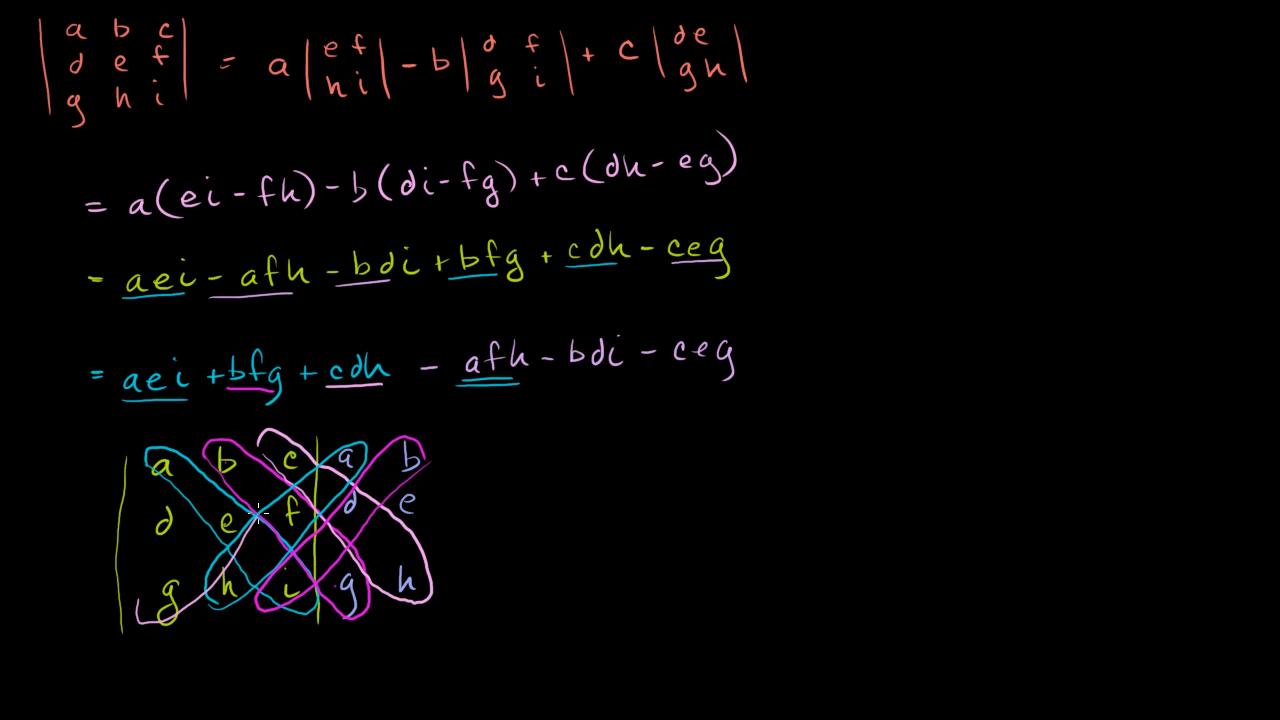 | a b c | = a | e f | - b | d f | + c | d e |
| d e f | | h i | | g i | | g h |
| g h i |
= a(ei - fh) - b(di - fg) + c(dh - eg)
= aei - afh - bdi + bfg + cdh - ceg
= aei + bfg + cdh - afh - bdi - ceg
| a b c | a b
d e f | d e
g h i | g h